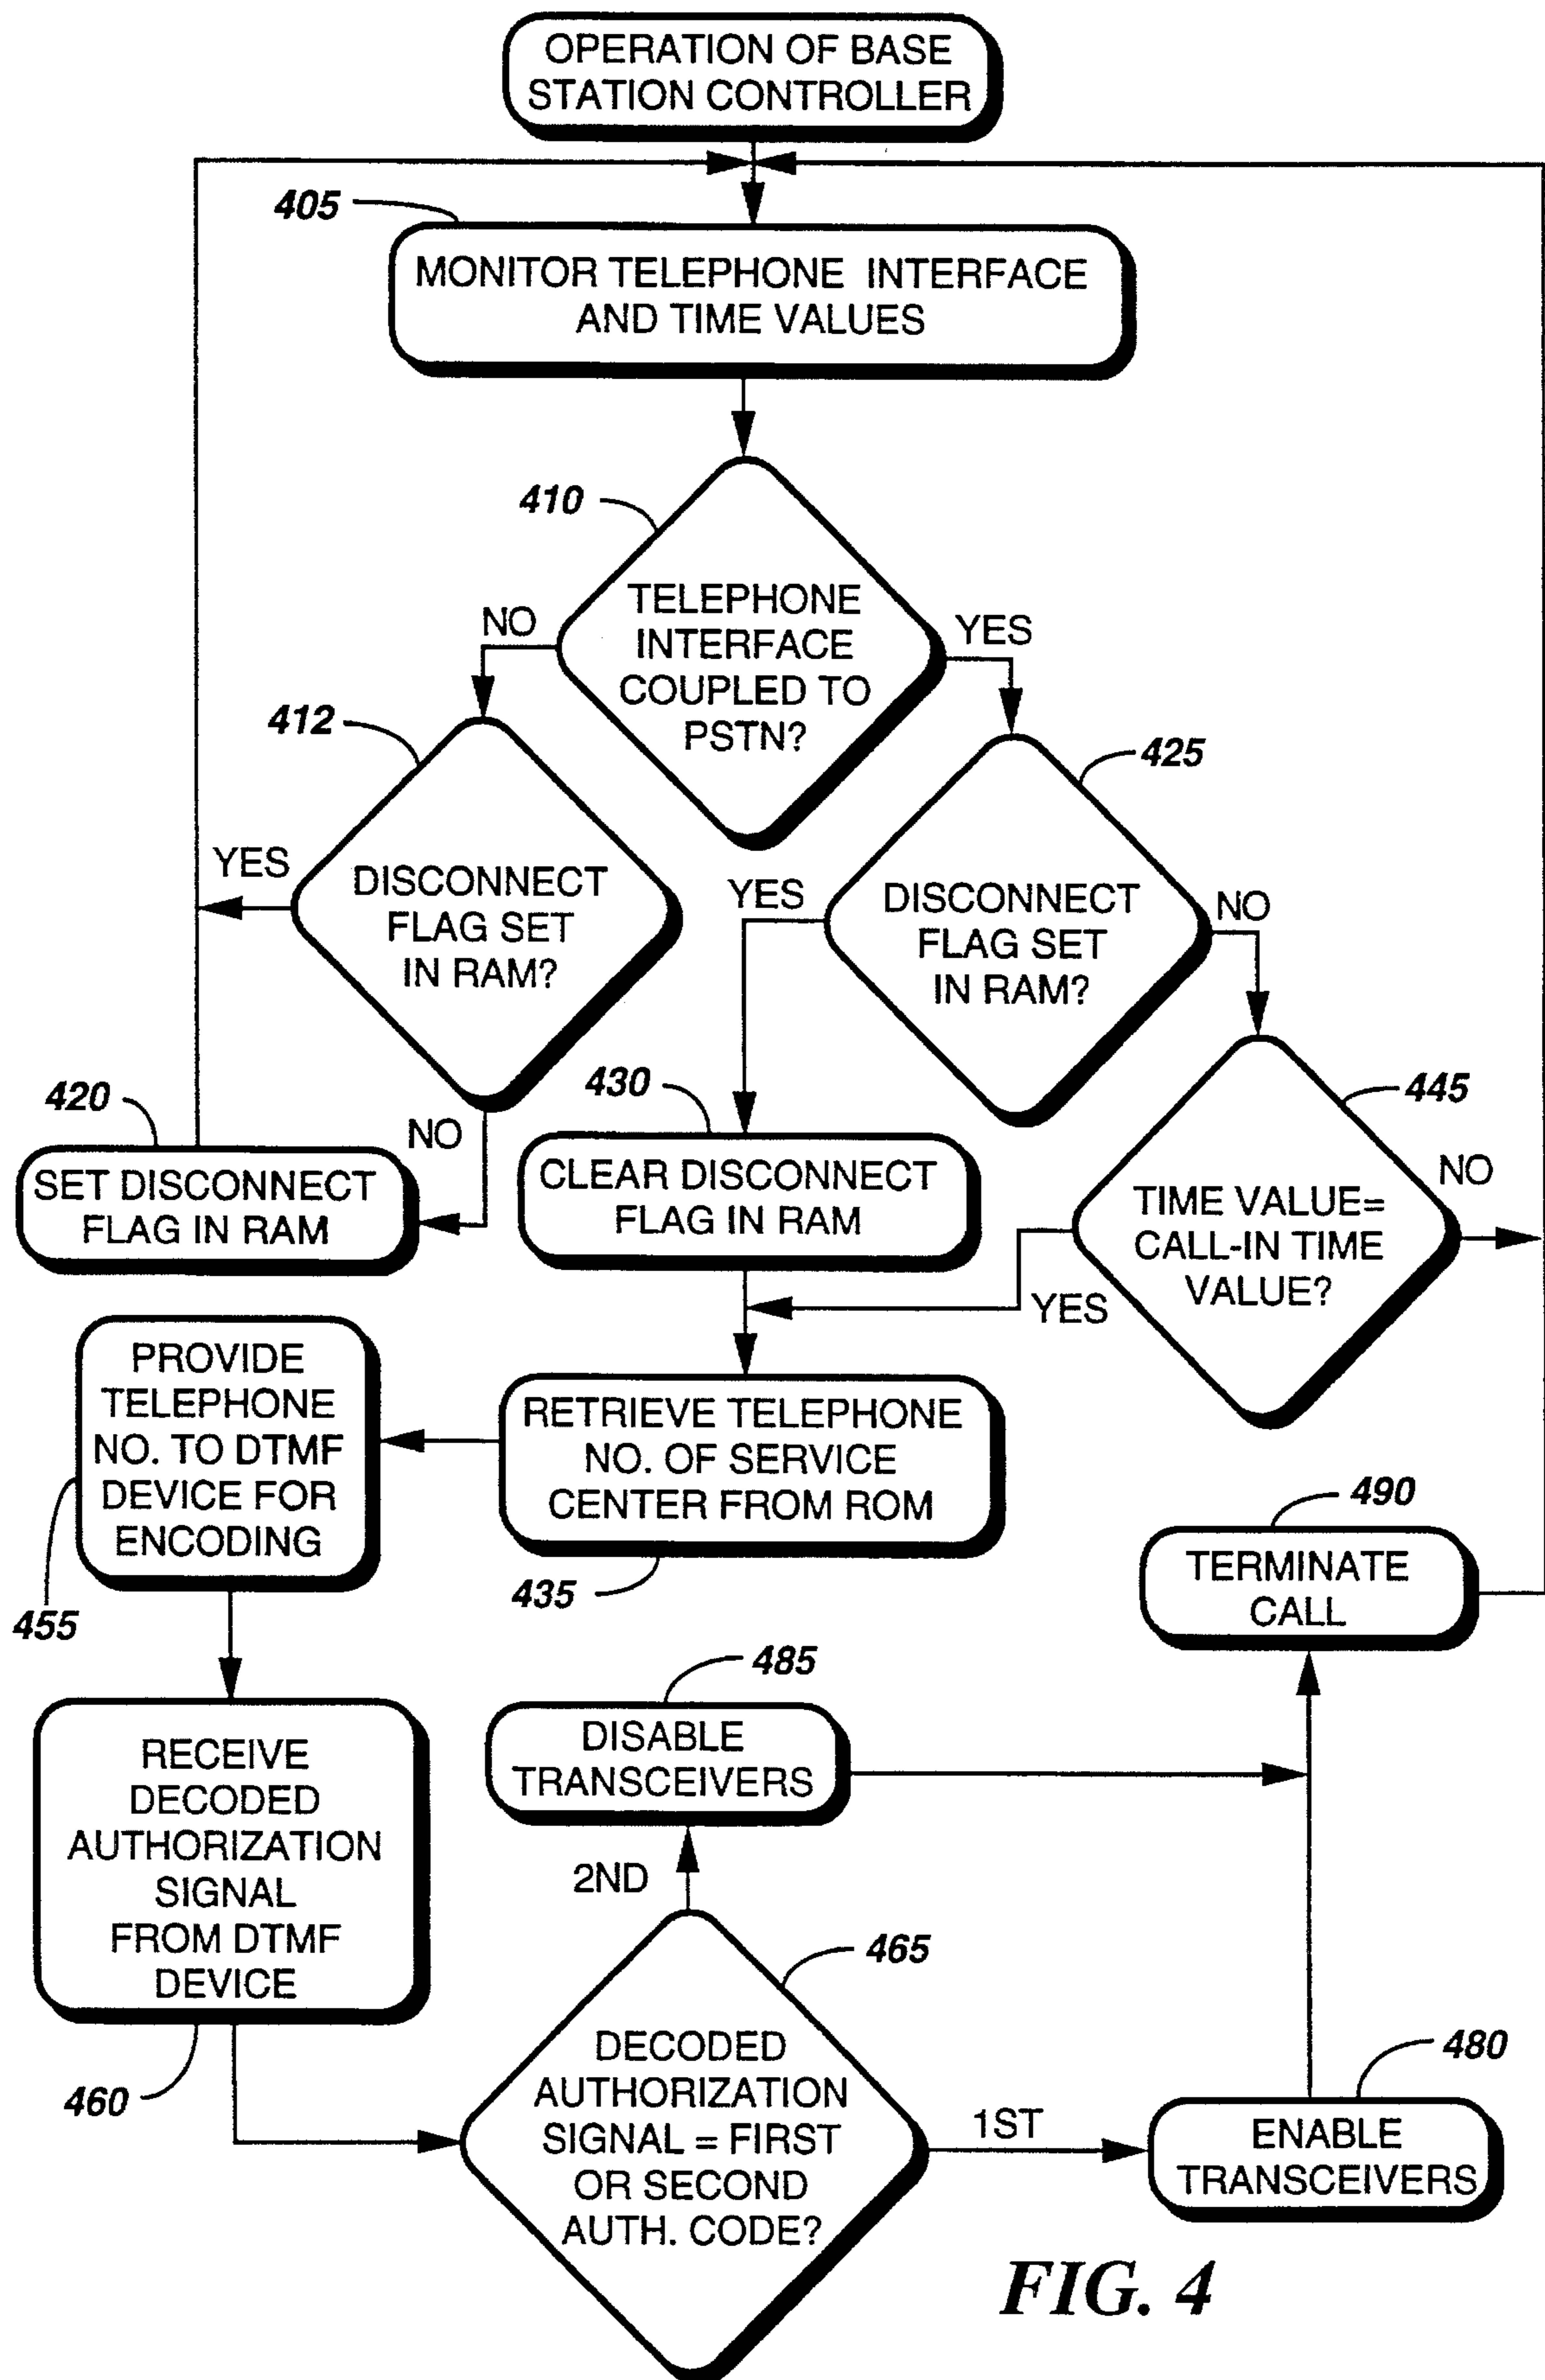 OPERATION OF BASE
STATION CONTROLLER
405
MONITOR TELEPHONE INTERFACE
AND TIME VALUES
410
TELEPHONE
INTERFACE
COUPLED TO
PSTN?
NO
YES
412
DISCONNECT
FLAG SET
IN RAM?
YES
NO
425
DISCONNECT
FLAG SET
IN RAM?
YES
NO
420
SET DISCONNECT
FLAG IN RAM
430
CLEAR DISCONNECT
FLAG IN RAM
445
TIME VALUE=
CALL-IN TIME
VALUE?
NO
YES
PROVIDE
TELEPHONE
NO. TO DTMF
DEVICE FOR
ENCODING
455
RETRIEVE TELEPHONE
NO. OF SERVICE
CENTER FROM ROM
435
490
TERMINATE
CALL
485
DISABLE
TRANSCEIVERS
RECEIVE
DECODED
AUTHORIZATION
SIGNAL
FROM DTMF
DEVICE
460
2ND
465
DECODED
AUTHORIZATION
SIGNAL = FIRST
OR SECOND
AUTH. CODE?
1ST
480
ENABLE
TRANSCEIVERS
FIG. 4